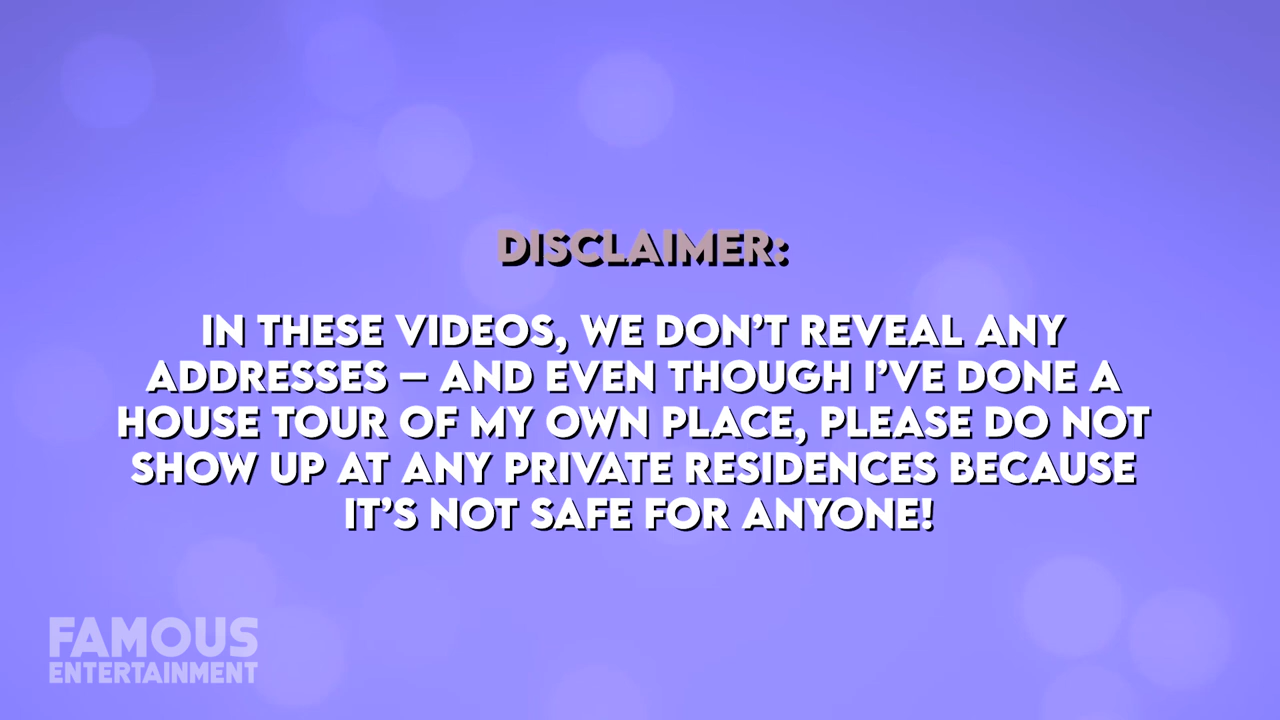 DISCLAIMER:
IN THESE VIDEOS, WE DON'T REVEAL ANY
ADDRESSES – AND EVEN THOUGH I'VE DONE A
HOUSE TOUR OF MY OWN PLACE, PLEASE DO NOT
SHOW UP AT ANY PRIVATE RESIDENCES BECAUSE
IT'S NOT SAFE FOR ANYONE!
FAMOUS
ENTERTAINMENT